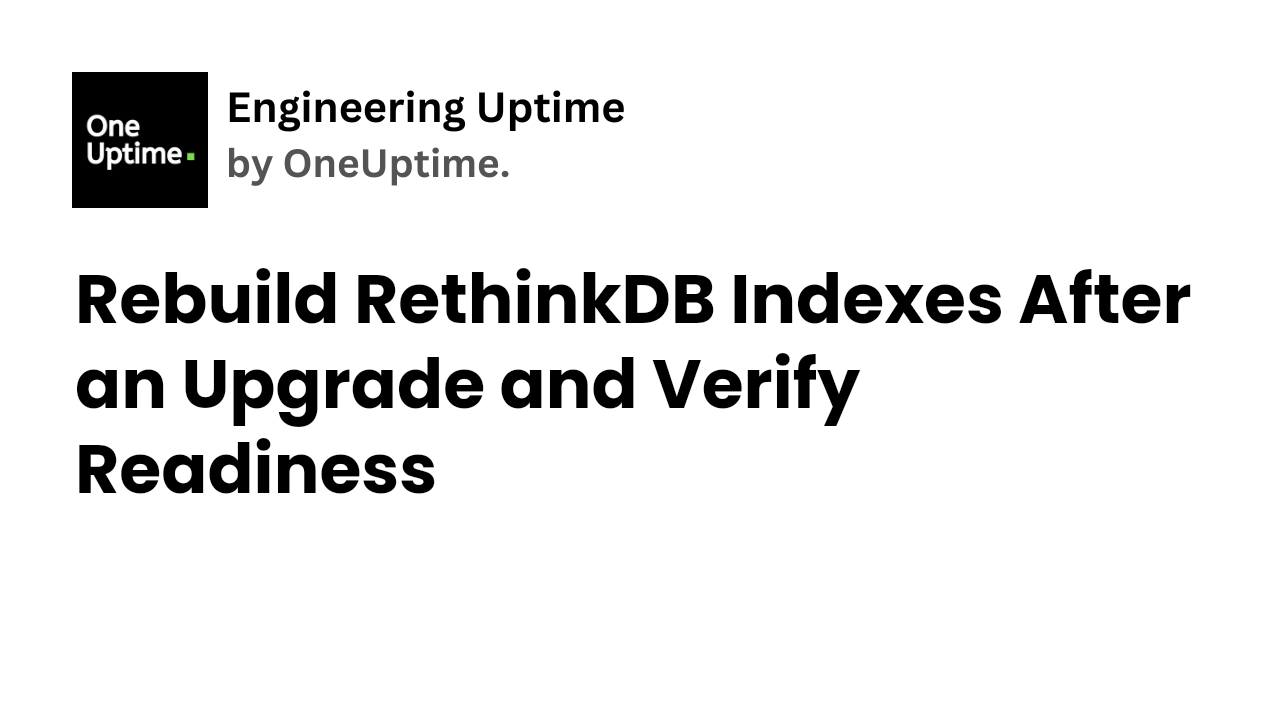 One
Uptime
Engineering Uptime
by OneUptime.
Rebuild RethinkDB Indexes After
an Upgrade and Verify
Readiness